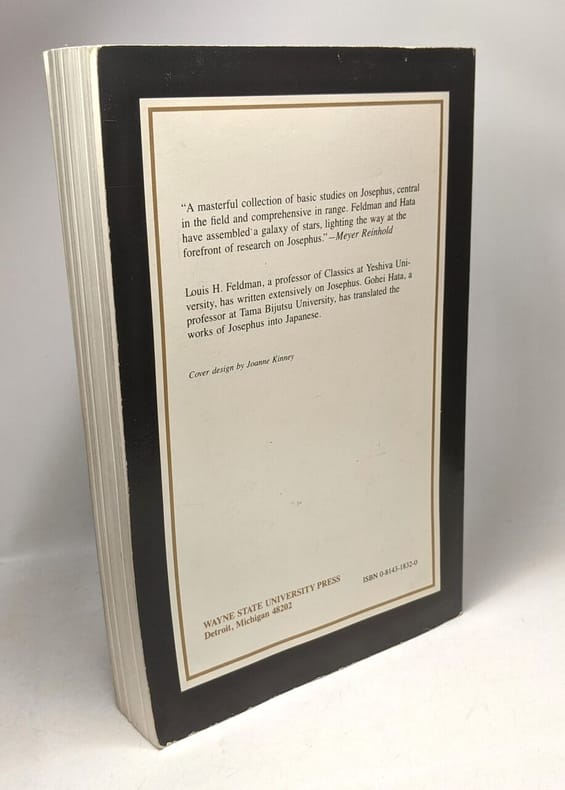 “A masterful collection of basic studies on Josephus, central
in the field and comprehensive in range. Feldman and Hata
have assembled a galaxy of stars, lighting the way at the
forefront of research on Josephus.” —Meyer Reinhold
Louis H. Feldman, a professor of Classics at Yeshiva Uni-
versity, has written extensively on Josephus. Gohei Hata, a
professor at Tama Bijutsu University, has translated the
works of Josephus into Japanese.
Cover design by Joanne Kinney
WAYNE STATE UNIVERSITY PRESS
Detroit, Michigan 48202
ISBN 0-8143-1832-0